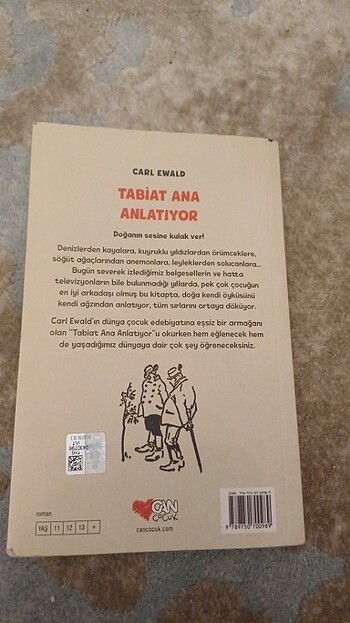 CARL EWALD
TABİAT ANA
ANLATIYOR
Doğanın sesine kulak ver!
Denizlerden kayalara, kuyruklu yıldızlardan örümceklere,
söğüt ağaçlarından anemonlara, leyleklerden solucanlara...
Bugün severek izlediğimiz belgesellerin ve hatta
televizyonların bile bulunmadığı yıllarda, pek çok çocuğun
en iyi arkadaşı olmuş bu kitapta, doğa kendi öyküsünü
kendi ağzından anlatıyor, tüm sırlarını ortaya döküyor.
Carl Ewald'ın dünya çocuk edebiyatına eşsiz bir armağanı
olan "Tabiat Ana Anlatıyor"u okurken hem eğlenecek hem
de yaşadığımız dünyaya dair çok şey öğreneceksiniz.
CAN
ÇOCUK
cancocuk.com
roman
YAŞ 11 12 13 +
9 789750 700989